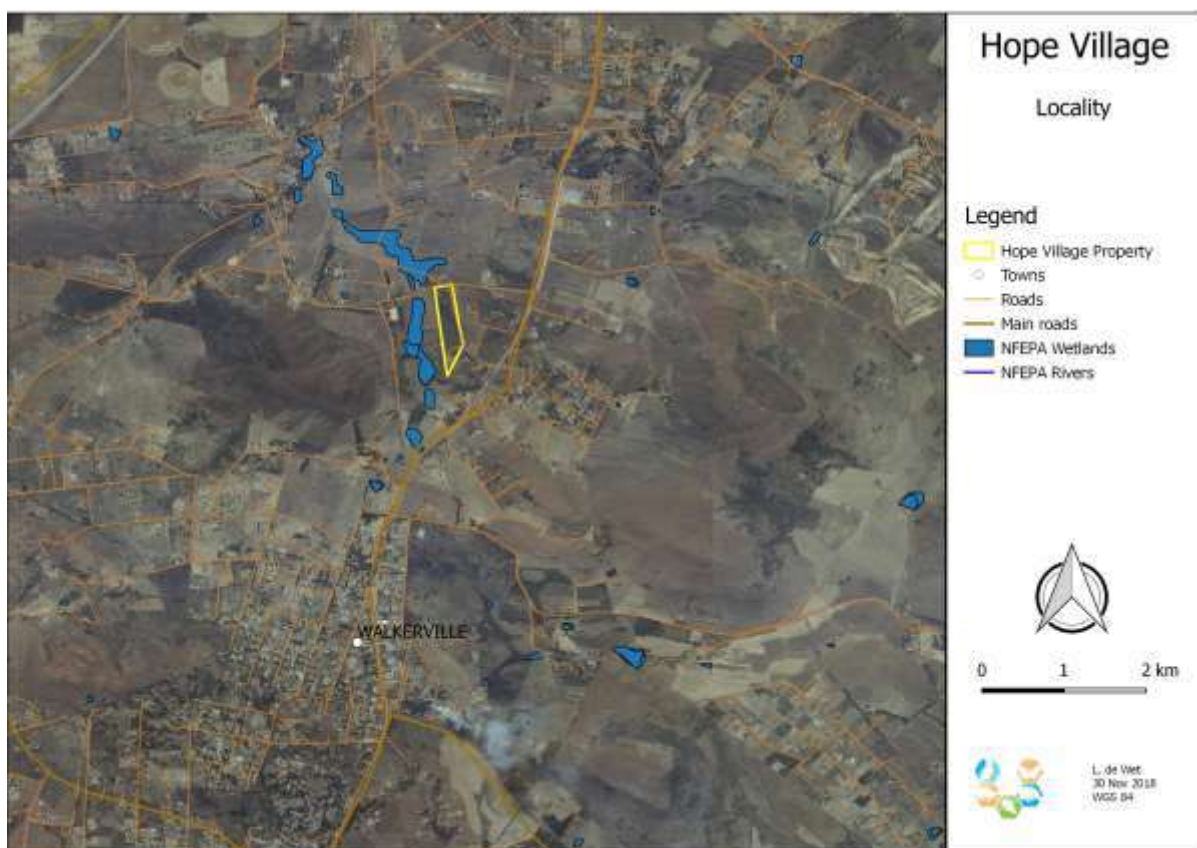 Hope Village
Locality
Legend
Hope Village Property
Towns
Roads
Main roads
NFEPA Wetlands
NFEPA Rivers
WALKERVILLE
0 1 2 km
L. de Wet
30 Nov 2018
WGS 84